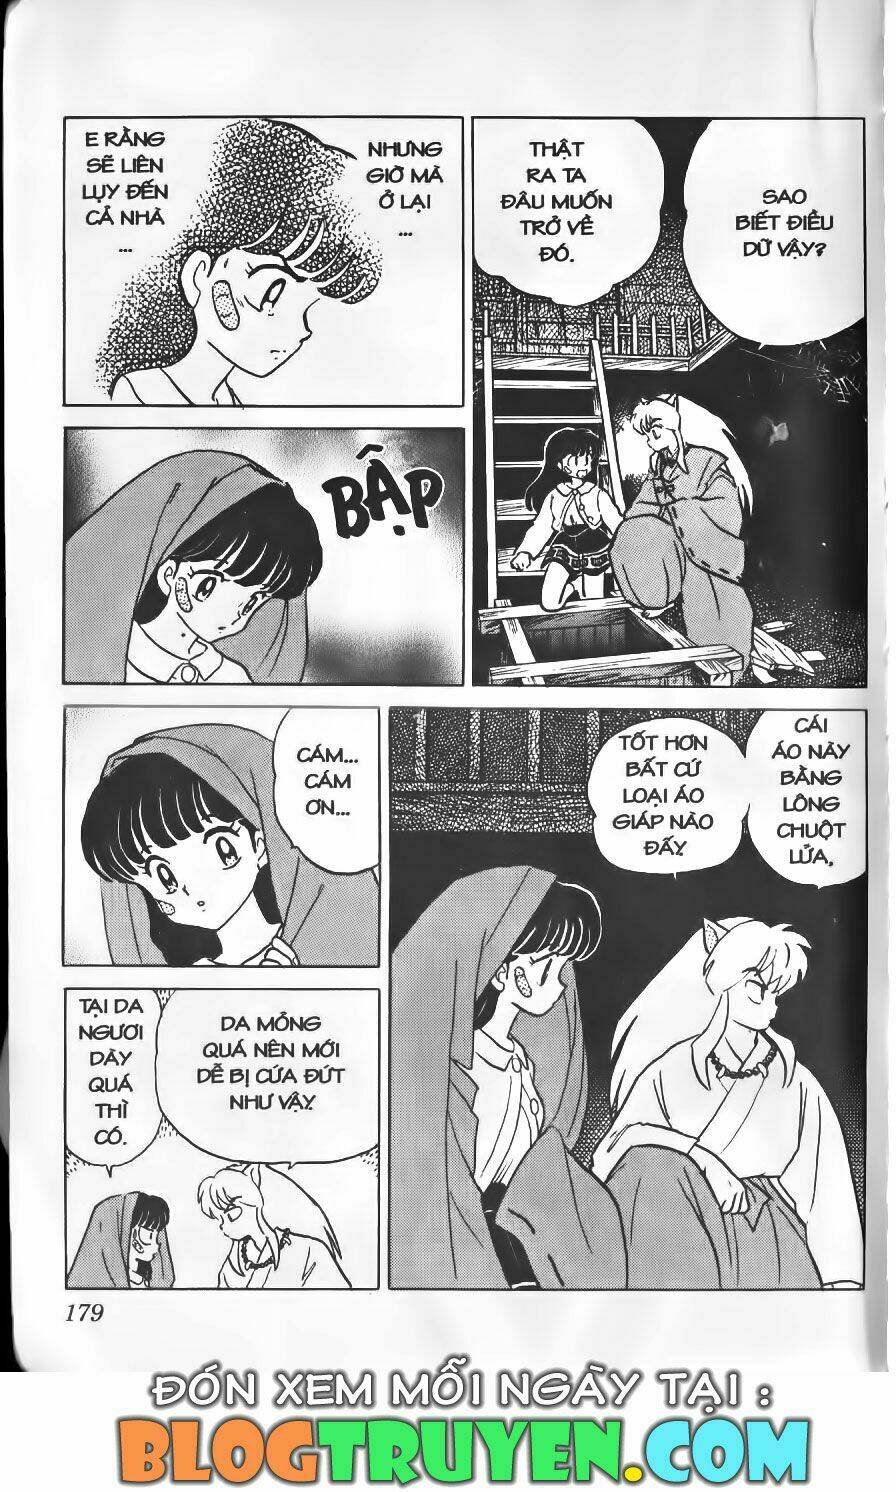 SAO
BIẾT ĐIỀU
DỮ VẬY?
THẬT
RA TA
ĐÂU MUỐN
TRỞ VỀ
ĐÓ.
NHƯNG
GIỜ MÀ
Ở LẠI
...
E RẰNG
SẼ LIÊN
LỤY ĐẾN
CẢ NHÀ
...
BẬP
CÁI
ÁO NÀY
BẰNG
LÔNG
CHUỘT
LỬA,
TỐT HƠN
BẤT CỨ
LOẠI ÁO
GIÁP NÀO
ĐẤY.
CÁM...
CÁM
ƠN...
DA MỎNG
QUÁ NÊN MỚI
DỄ BỊ CỨA ĐỨT
NHƯ VẬY.
TẠI DA
NGƯƠI
DÀY
QUÁ
THÌ
CÓ.
179
ĐÓN XEM MỖI NGÀY TẠI :
BLOGTRUYEN.COM